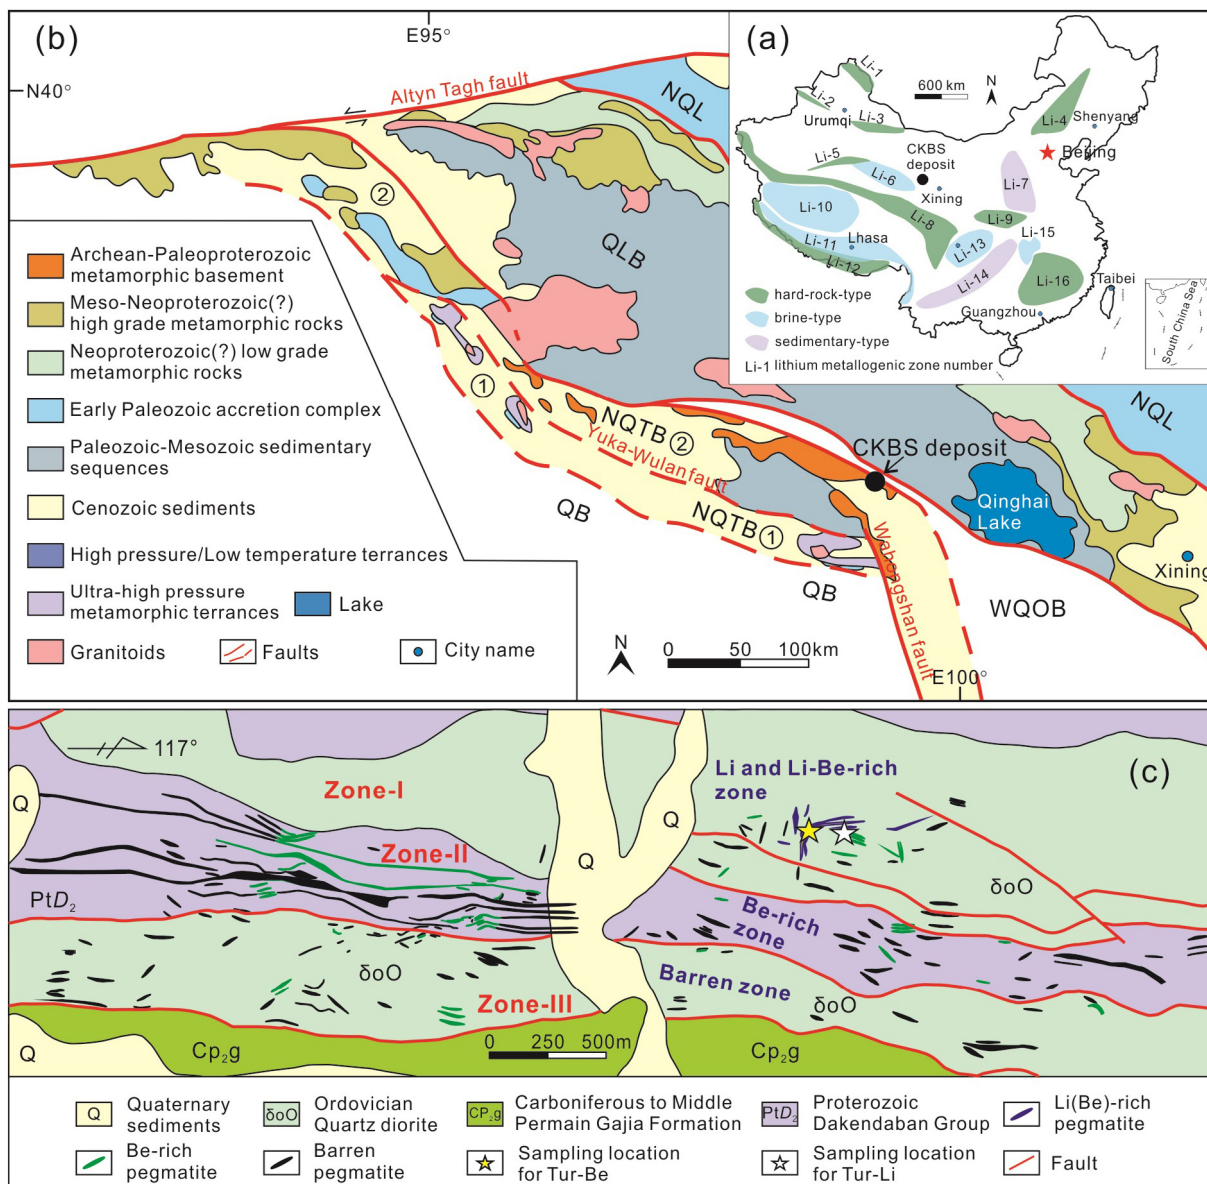 (b)
E95°
N40°
Altyn Tagh fault
NQL
②
QLB
①
NQTB②
Yuka-Wulan fault
CKBS deposit
QB
NQTB①
QB
Wahongshan fault
WQOB
Qinghai
Lake
NQL
Xining
E100°
N
0 50 100km
Archean-Paleoproterozoic
metamorphic basement
Meso-Neoproterozoic(?)
high grade metamorphic rocks
Neoproterozoic(?) low grade
metamorphic rocks
Early Paleozoic accretion complex
Paleozoic-Mesozoic sedimentary
sequences
Cenozoic sediments
High pressure/Low temperature terrances
Ultra-high pressure
metamorphic terrances
Lake
Granitoids
Faults
City name
(a)
600 km
N
Li-1
Li-2
Urumqi
Li-3
Li-4
Shenyang
Beijing
CKBS
deposit
Li-5
Li-6
Xining
Li-7
Li-8
Li-9
Li-10
Li-11
Lhasa
Li-12
Li-13
Li-14
Li-15
Li-16
Taibei
Guangzhou
South China Sea
hard-rock-type
brine-type
sedimentary-type
Li-1 lithium metallogenic zone number
(c)
117°
Q
Zone-I
Li and Li-Be-rich
zone
Q
Q
Zone-II
PtD₂
δoO
Be-rich
zone
δoO
Zone-III
Barren zone
δoO
Q
Cp₂g
0 250 500m
Cp₂g
Q Quaternary
sediments
δoO Ordovician
Quartz diorite
CP₂g Carboniferous to Middle
Permain Gajia Formation
PtD₂ Proterozoic
Dakendaban Group
Li(Be)-rich
pegmatite
Be-rich
pegmatite
Barren
pegmatite
Sampling location
for Tur-Be
Sampling location
for Tur-Li
Fault